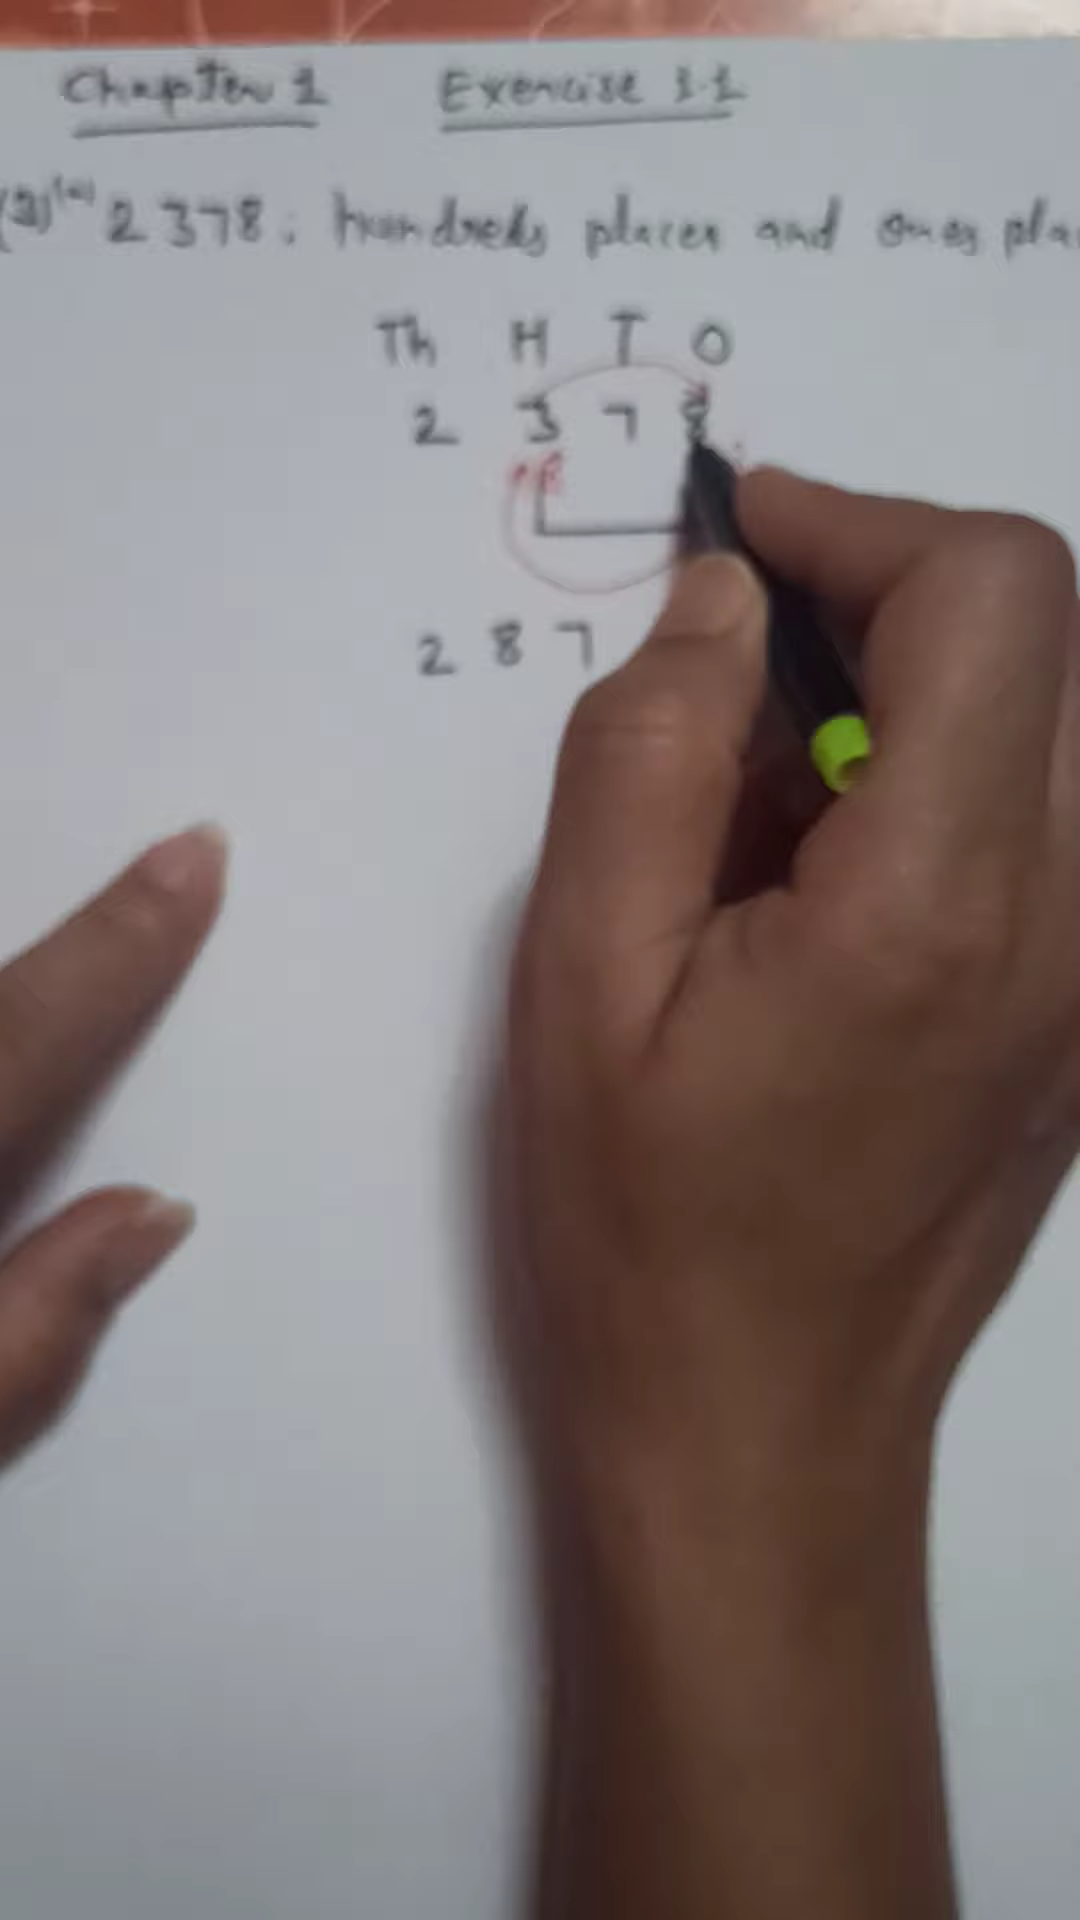 Chapter 1 Exercise 1.1
(3) (a) 2378; hundreds places and ones pla
Th H T O
2 3 7 8
2 8 7